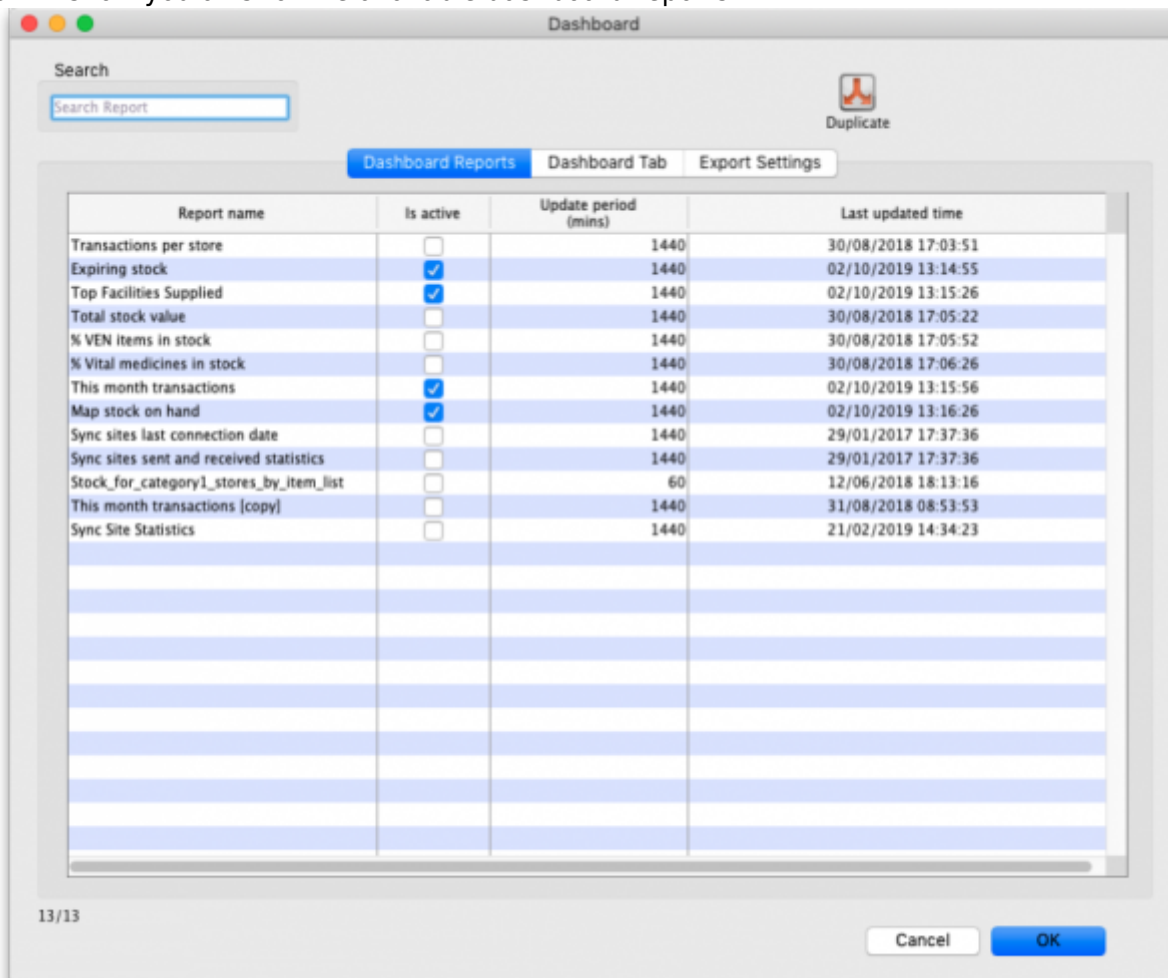 Dashboard
Search
Search Report
Duplicate
Dashboard Reports Dashboard Tab Export Settings
Report name Is active Update period (mins) Last updated time
Transactions per store 1440 30/08/2018 17:03:51
Expiring stock 1440 02/10/2019 13:14:55
Top Facilities Supplied 1440 02/10/2019 13:15:26
Total stock value 1440 30/08/2018 17:05:22
% VEN items in stock 1440 30/08/2018 17:05:52
% Vital medicines in stock 1440 30/08/2018 17:06:26
This month transactions 1440 02/10/2019 13:15:56
Map stock on hand 1440 02/10/2019 13:16:26
Sync sites last connection date 1440 29/01/2017 17:37:36
Sync sites sent and received statistics 1440 29/01/2017 17:37:36
Stock_for_category1_stores_by_item_list 60 12/06/2018 18:13:16
This month transactions [copy] 1440 31/08/2018 08:53:53
Sync Site Statistics 1440 21/02/2019 14:34:23
13/13
Cancel OK